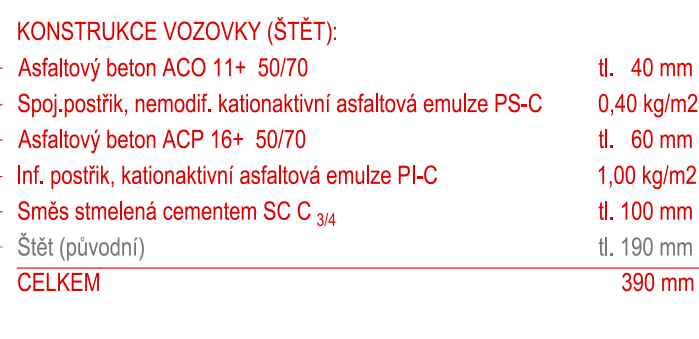 KONSTRUKCE VOZOVKY (ŠTĚT):
Asfaltový beton ACO 11+ 50/70 tl. 40 mm
Spoj.postřik, nemodif. kationaktivní asfaltová emulze PS-C 0,40 kg/m2
Asfaltový beton ACP 16+ 50/70 tl. 60 mm
Inf. postřik, kationaktivní asfaltová emulze PI-C 1,00 kg/m2
Směs stmelená cementem SC C 3/4 tl. 100 mm
Štět (původní) tl. 190 mm
CELKEM 390 mm